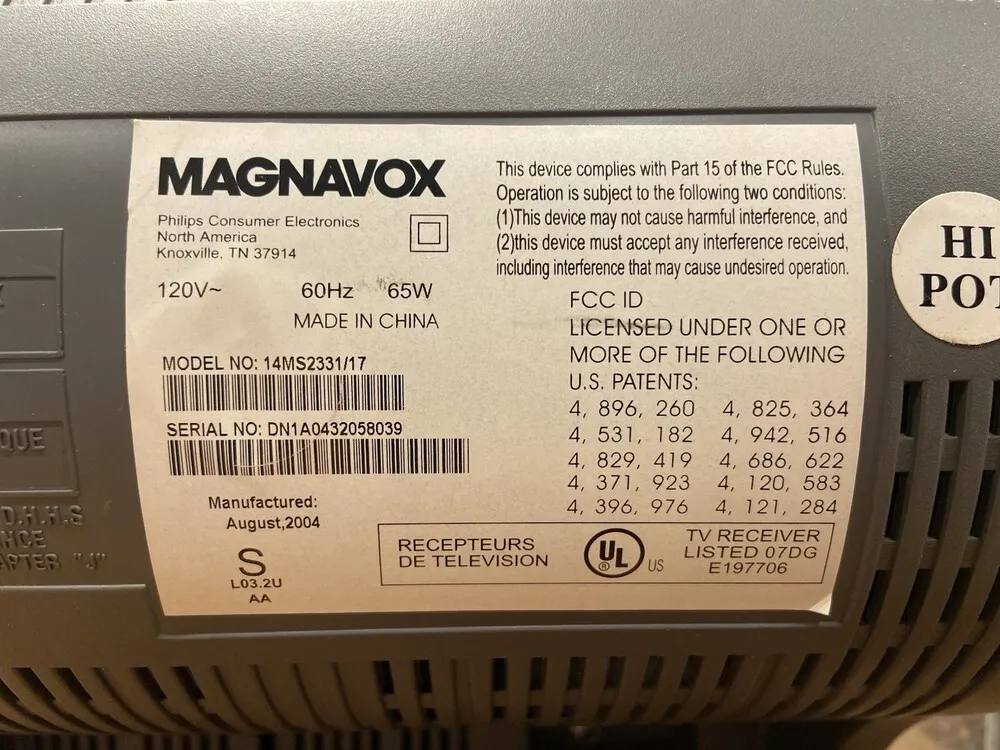 MAGNAVOX
Philips Consumer Electronics
North America
Knoxville, TN 37914
120V~ 60Hz 65W
MADE IN CHINA
MODEL NO: 14MS2331/17
SERIAL NO: DN1A0432058039
Manufactured:
August,2004
S
L03.2U
AA
This device complies with Part 15 of the FCC Rules.
Operation is subject to the following two conditions:
(1)This device may not cause harmful interference, and
(2)this device must accept any interference received,
including interference that may cause undesired operation.
FCC ID
LICENSED UNDER ONE OR
MORE OF THE FOLLOWING
U.S. PATENTS:
4, 896, 260 4, 825, 364
4, 531, 182 4, 942, 516
4, 829, 419 4, 686, 622
4, 371, 923 4, 120, 583
4, 396, 976 4, 121, 284
RECEPTEURS
DE TELEVISION
UL
®
US
TV RECEIVER
LISTED 07DG
E197706
HI
POT
QUE
D.H.H.S
"J"